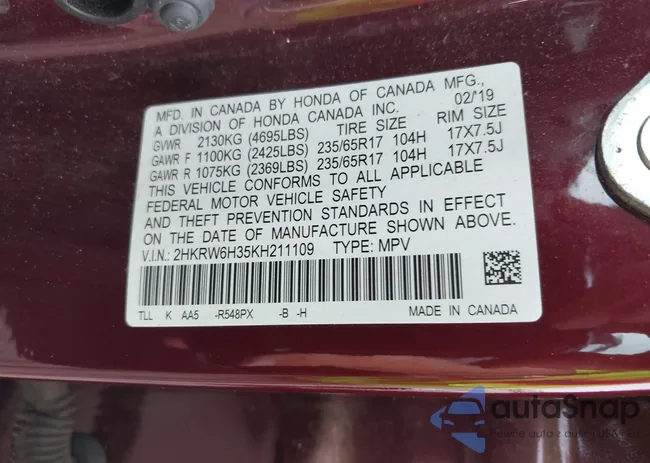 MFD. IN CANADA BY HONDA OF CANADA MFG.,
A DIVISION OF HONDA CANADA INC. 02/'19
GVWR 2130KG (4695LBS) TIRE SIZE RIM SIZE
GAWR F 1100KG (2425LBS) 235/65R17 104H 17X7.5J
GAWR R 1075KG (2369LBS) 235/65R17 104H 17X7.5J
THIS VEHICLE CONFORMS TO ALL APPLICABLE
FEDERAL MOTOR VEHICLE SAFETY
AND THEFT PREVENTION STANDARDS IN EFFECT
ON THE DATE OF MANUFACTURE SHOWN ABOVE.
V.I.N.: 2HKRW6H35KH211109 TYPE: MPV
TLL K AA5 -R548PX -B -H MADE IN CANADA
autoSnap
Pewne auto z